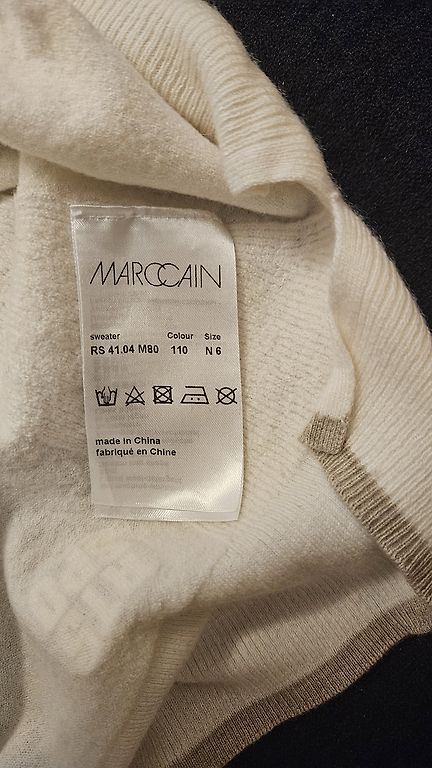 MARCCAIN
sweater Colour Size
RS 41.04 M80 110 N 6
made in China
fabriqué en Chine